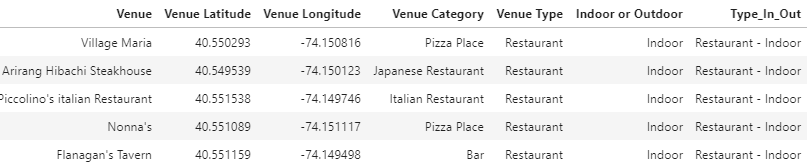 Venue Venue Latitude Venue Longitude Venue Category Venue Type Indoor or Outdoor Type_In_Out
Village Maria 40.550293 -74.150816 Pizza Place Restaurant Indoor Restaurant - Indoor
Arirang Hibachi Steakhouse 40.549539 -74.150123 Japanese Restaurant Restaurant Indoor Restaurant - Indoor
Piccolino's italian Restaurant 40.551538 -74.149746 Italian Restaurant Restaurant Indoor Restaurant - Indoor
Nonna's 40.551089 -74.151117 Pizza Place Restaurant Indoor Restaurant - Indoor
Flanagan's Tavern 40.551159 -74.149498 Bar Restaurant Indoor Restaurant - Indoor